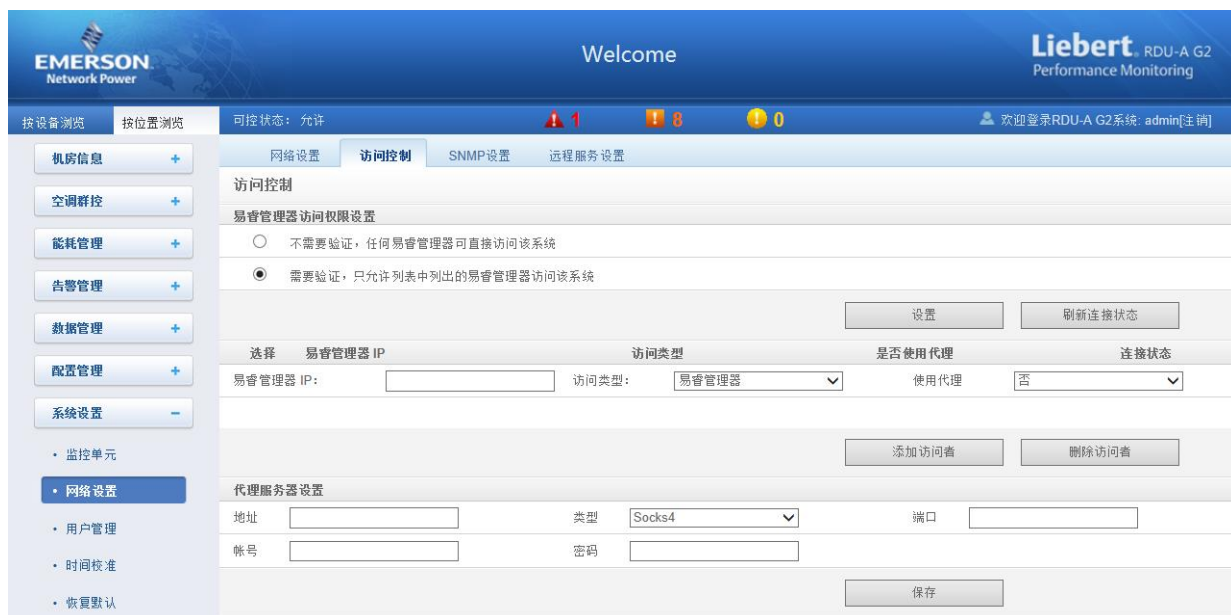 EMERSON
Network Power
Welcome
Liebert. RDU-A G2
Performance Monitoring
按设备浏览 按位置浏览 可控状态: 允许 1 8 0 欢迎登录RDU-A G2系统: admin[注销]
机房信息 +
空调群控 +
能耗管理 +
告警管理 +
数据管理 +
配置管理 +
系统设置 −
• 监控单元
• 网络设置
• 用户管理
• 时间校准
• 恢复默认
网络设置 访问控制 SNMP设置 远程服务设置
访问控制
易睿管理器访问权限设置
不需要验证,任何易睿管理器可直接访问该系统
需要验证,只允许列表中列出的易睿管理器访问该系统
设置 刷新连接状态
选择 易睿管理器 IP 访问类型 是否使用代理 连接状态
易睿管理器 IP: 访问类型: 易睿管理器 使用代理 否
添加访问者 删除访问者
代理服务器设置
地址 类型 Socks4 端口
帐号 密码
保存